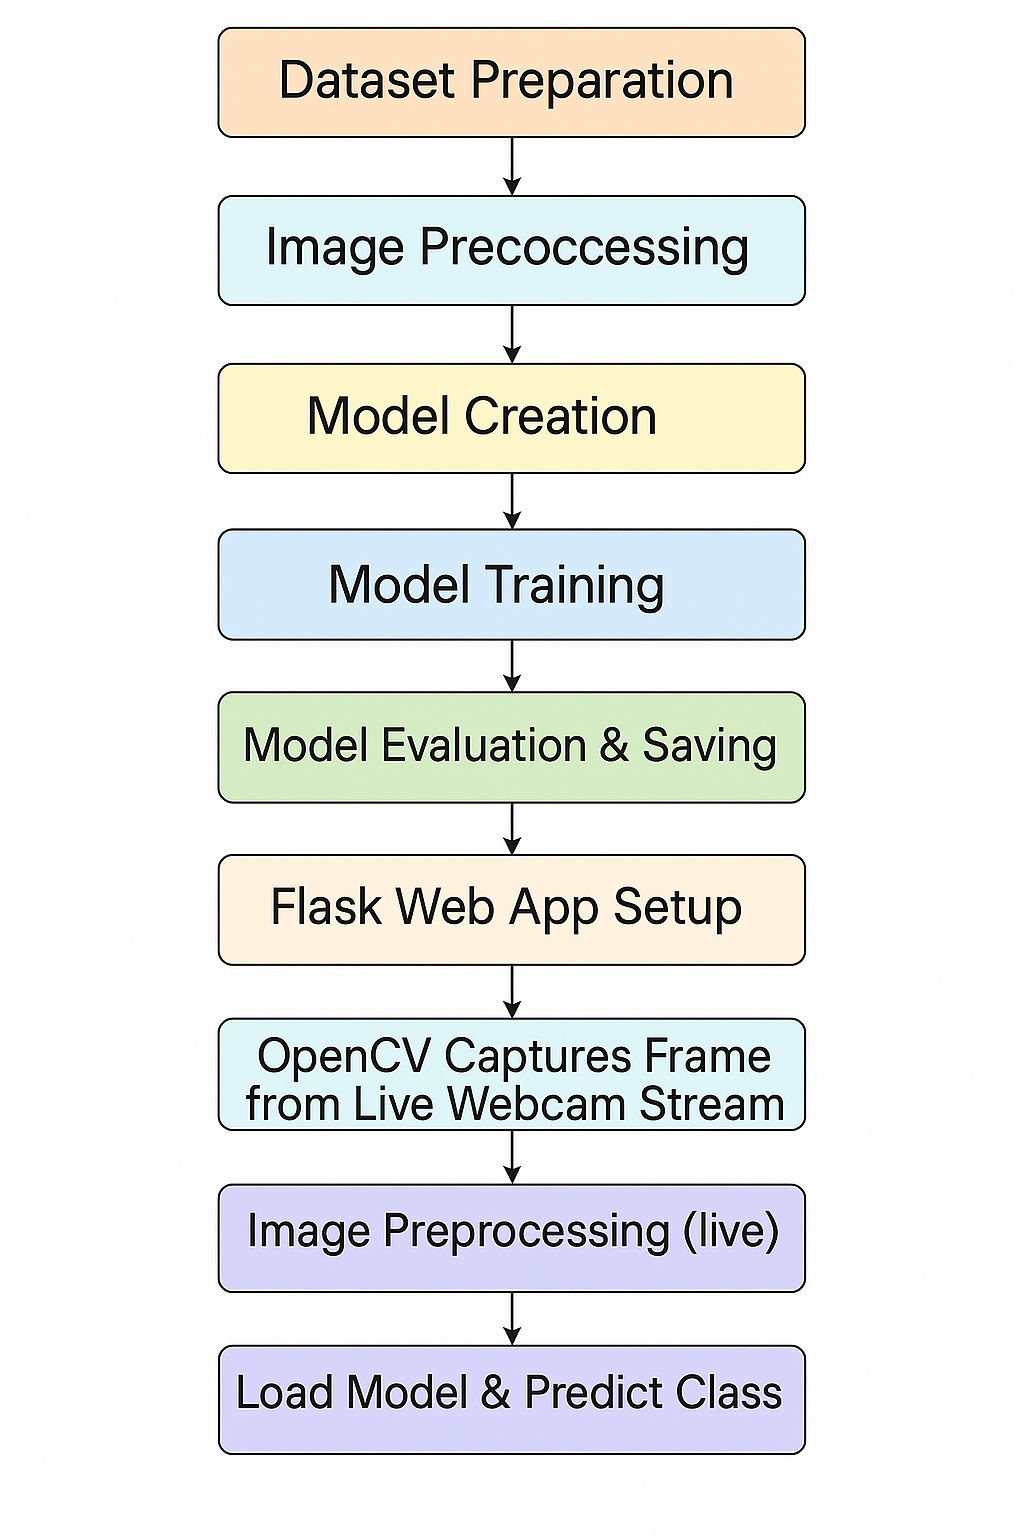 Dataset Preparation
Image Precoccessing
Model Creation
Model Training
Model Evaluation & Saving
Flask Web App Setup
OpenCV Captures Frame
from Live Webcam Stream
Image Preprocessing (live)
Load Model & Predict Class